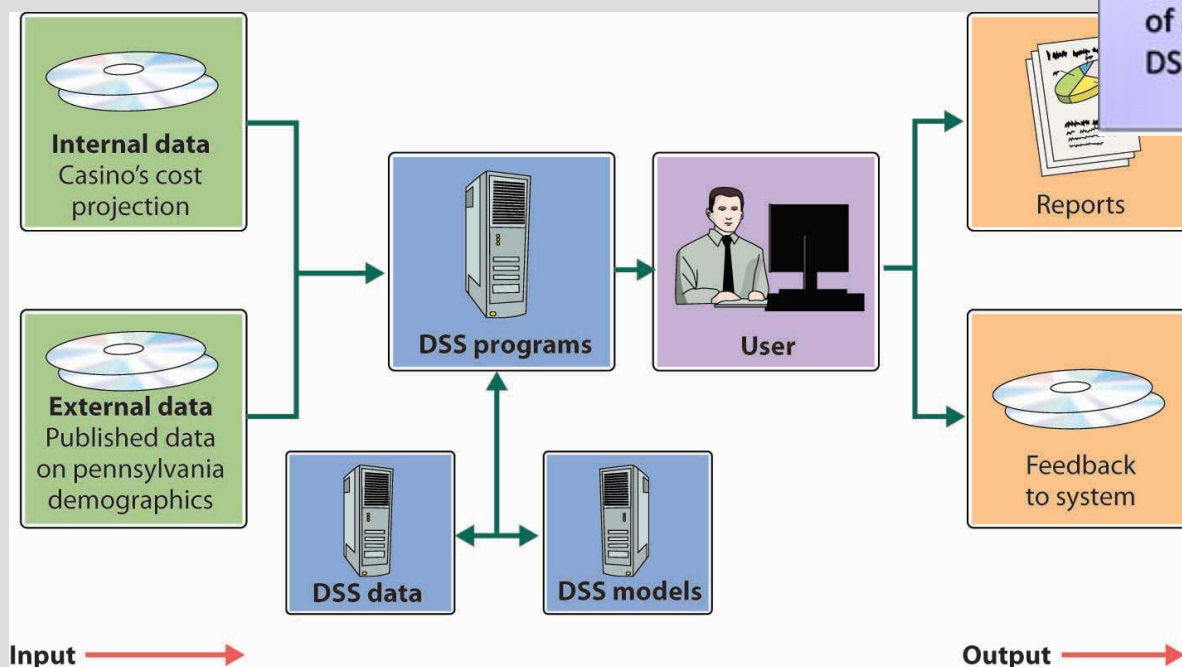 of
DS
Internal data
Casino's cost
projection
External data
Published data
on pennsylvania
demographics
DSS programs
DSS data
DSS models
User
Reports
Feedback
to system
Input
Output